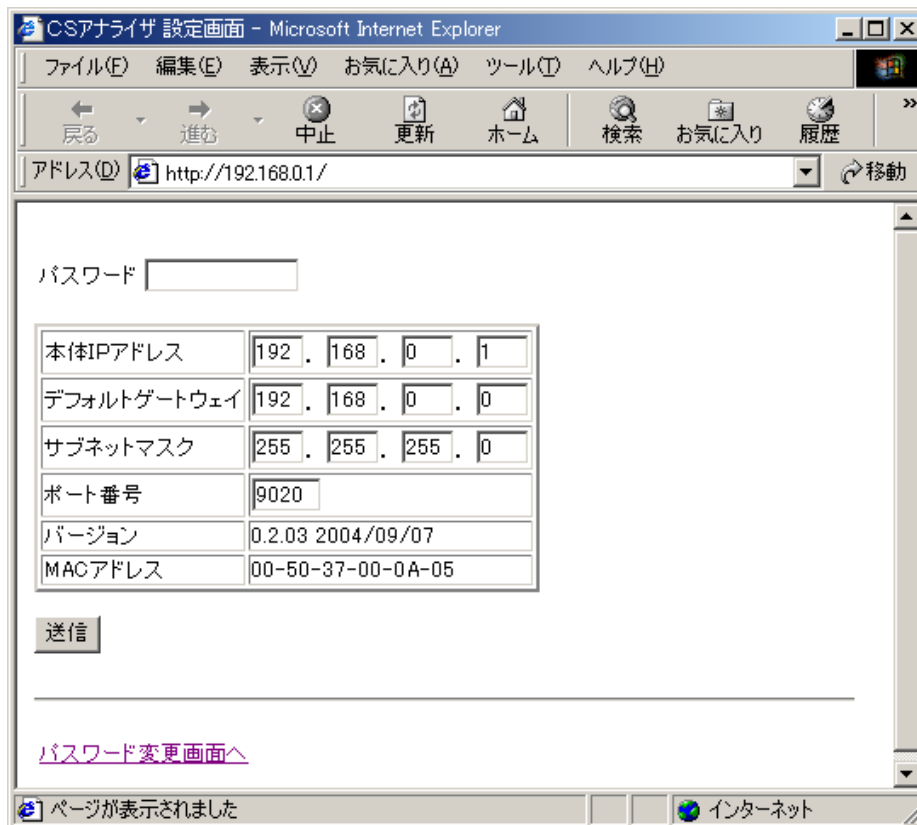 CSアナライザ 設定画面 - Microsoft Internet Explorer
ファイル(F) 編集(E) 表示(V) お気に入り(A) ツール(T) ヘルプ(H)
戻る 進む 中止 更新 ホーム 検索 お気に入り 履歴 »
アドレス(D) http://192.168.0.1/ 移動
パスワード
本体IPアドレス 192 . 168 . 0 . 1
デフォルトゲートウェイ 192 . 168 . 0 . 0
サブネットマスク 255 . 255 . 255 . 0
ポート番号 9020
バージョン 0.2.03 2004/09/07
MACアドレス 00-50-37-00-0A-05
送信
パスワード変更画面へ
ページが表示されました インターネット